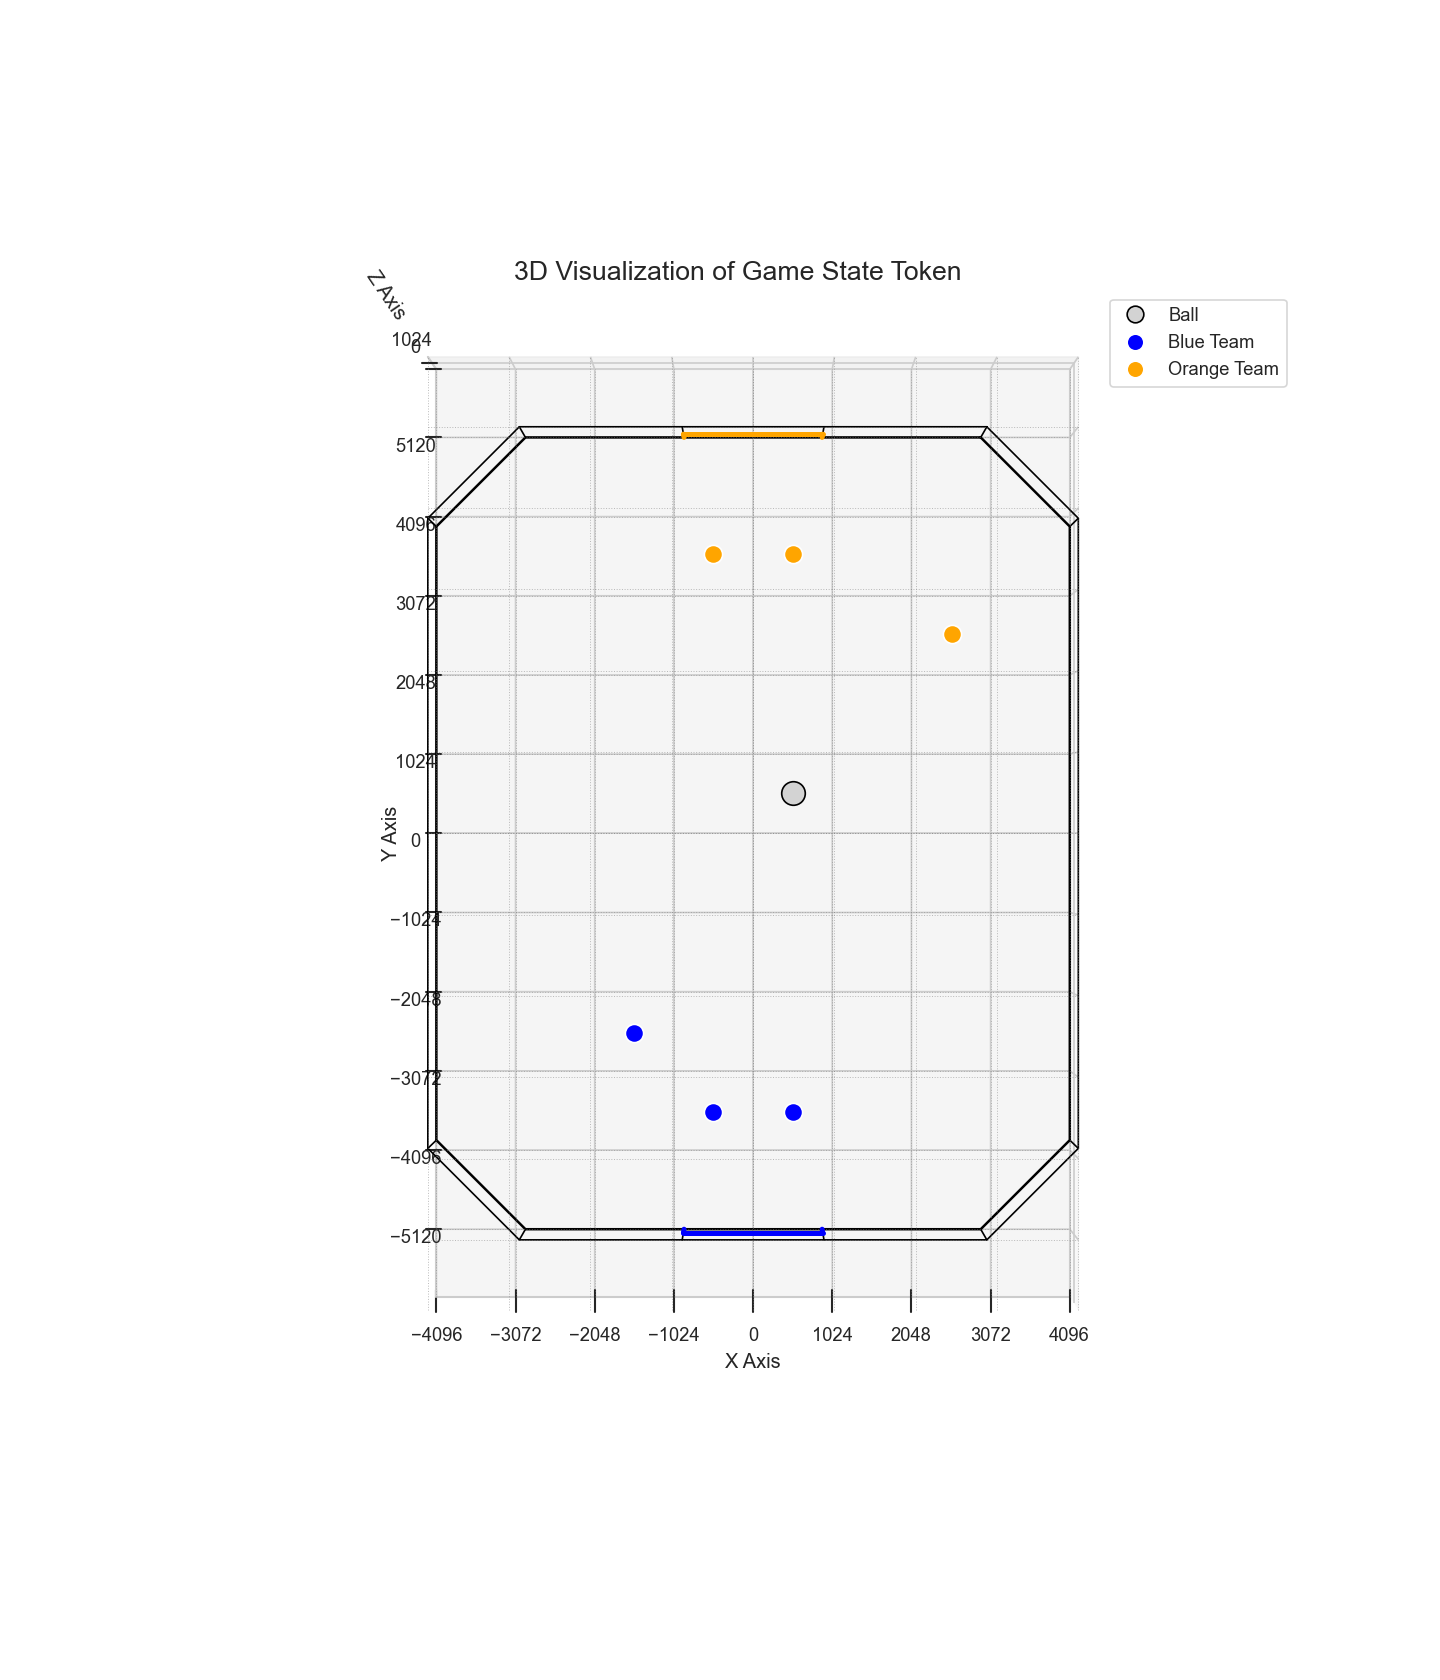 3D Visualization of Game State Token
Z Axis
1024
0
Ball
Blue Team
Orange Team
5120
4096
3072
2048
1024
0
−1024
−2048
−3072
−4096
−5120
Y Axis
−4096 −3072 −2048 −1024 0 1024 2048 3072 4096
X Axis